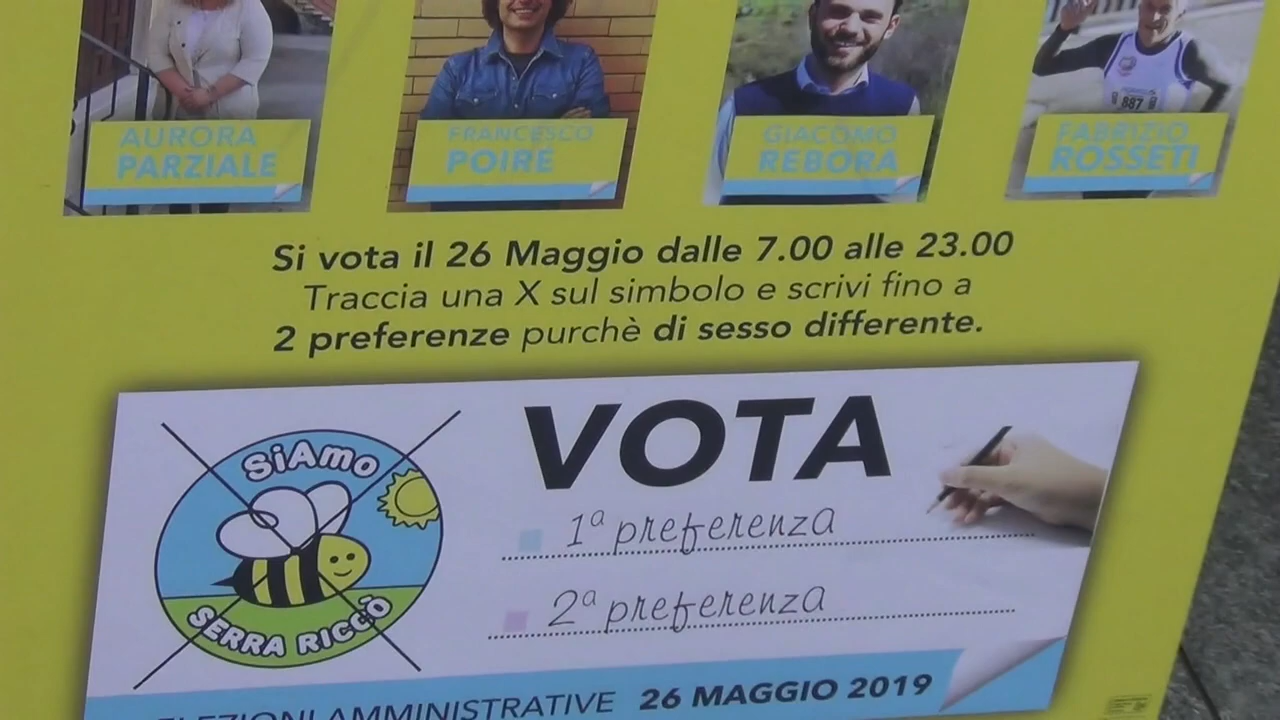 AURORA
PARZIALE
FRANCESCO
POIRÉ
GIACOMO
REBORA
887
FABRIZIO
ROSSETI
Si vota il 26 Maggio dalle 7.00 alle 23.00
Traccia una X sul simbolo e scrivi fino a
2 preferenze purchè di sesso differente.
SiAmo
SERRA RICCÒ
VOTA
1ª preferenza
2ª preferenza
ELEZIONI AMMINISTRATIVE 26 MAGGIO 2019